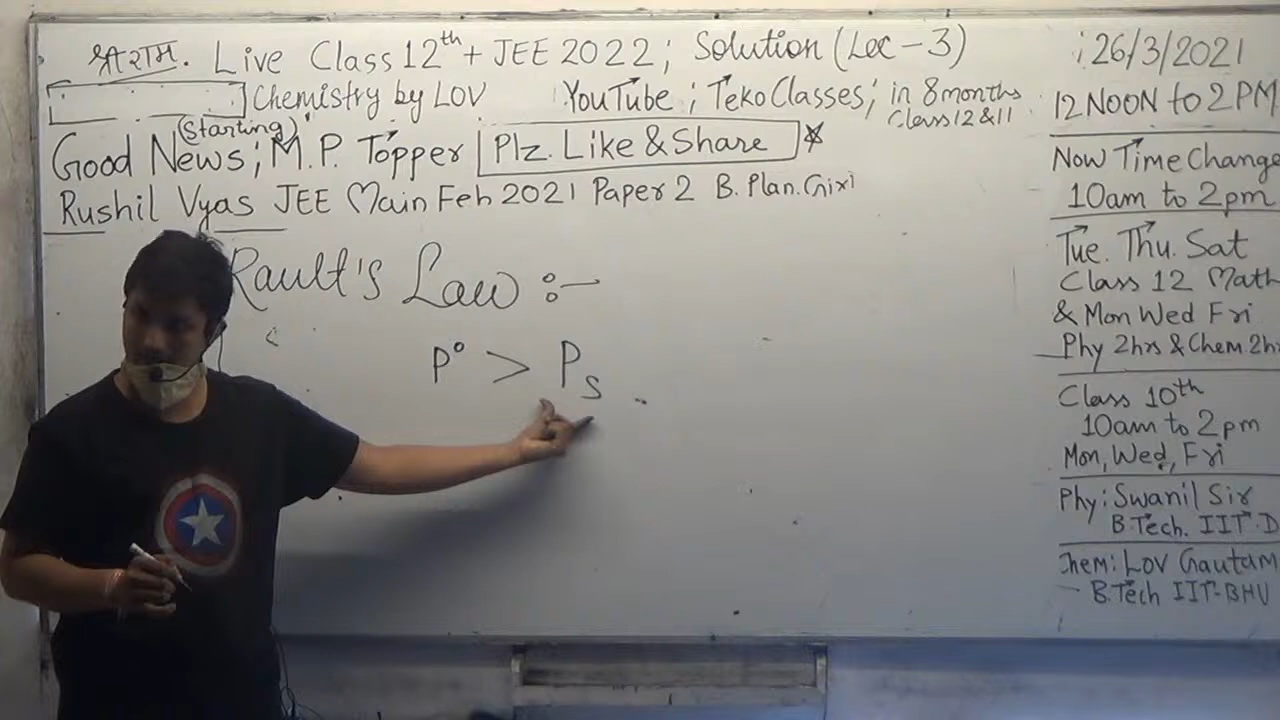 श्री राम. Live Class 12th + JEE 2022; Solution (Lec - 3)
Chemistry by LOV YouTube; TekoClasses; in 8 months
Class 12 & 11
(Starting)
Good News; M.P. Topper Plz. Like & Share
Rushil Vyas JEE Main Feb 2021 Paper 2 B. Plan. Girl
Rault's Law :-
P° > Ps
: 26/3/2021
12 NOON to 2 PM
Now Time Change
10am to 2pm
Tue. Thu. Sat
Class 12 Math
& Mon Wed Fri
Phy 2hrs & Chem. 2h
Class 10th
10am to 2pm
Mon, Wed, Fri
Phy: Swanil Sir
B.Tech. IIT-D
Chem: Lov Gautam
B.Tech IIT-BHU